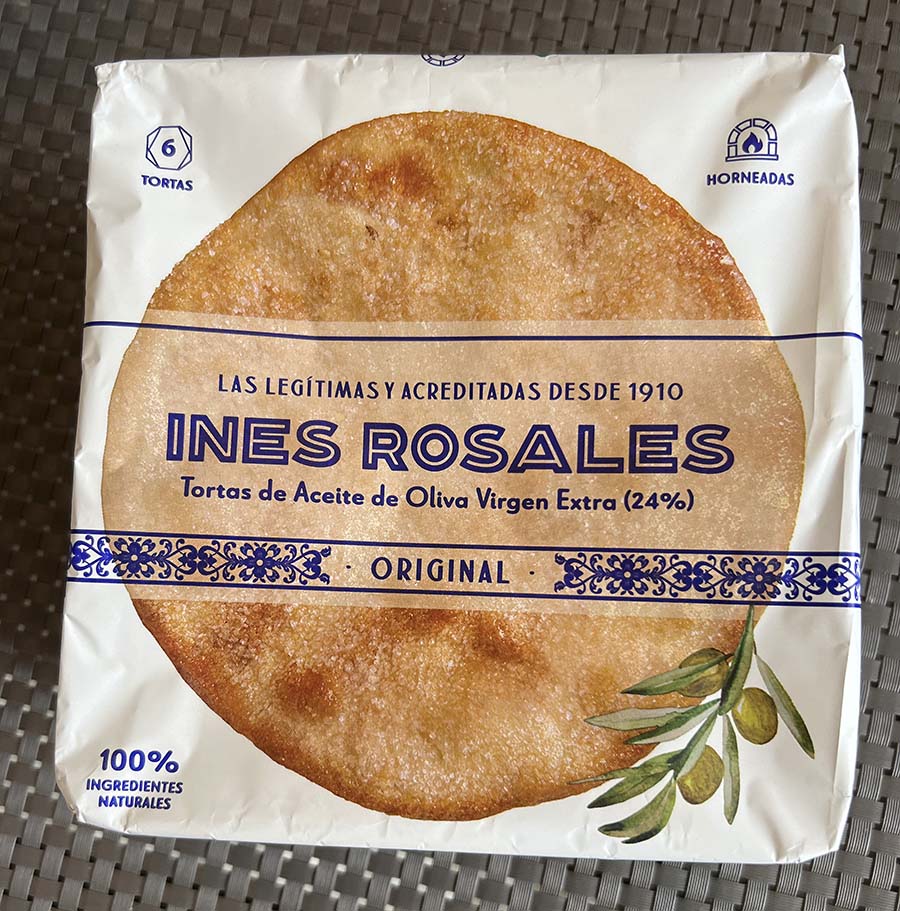 6
TORTAS
HORNEADAS
LAS LEGÍTIMAS Y ACREDITADAS DESDE 1910
INES ROSALES
Tortas de Aceite de Oliva Virgen Extra (24%)
· ORIGINAL ·
100%
INGREDIENTES
NATURALES